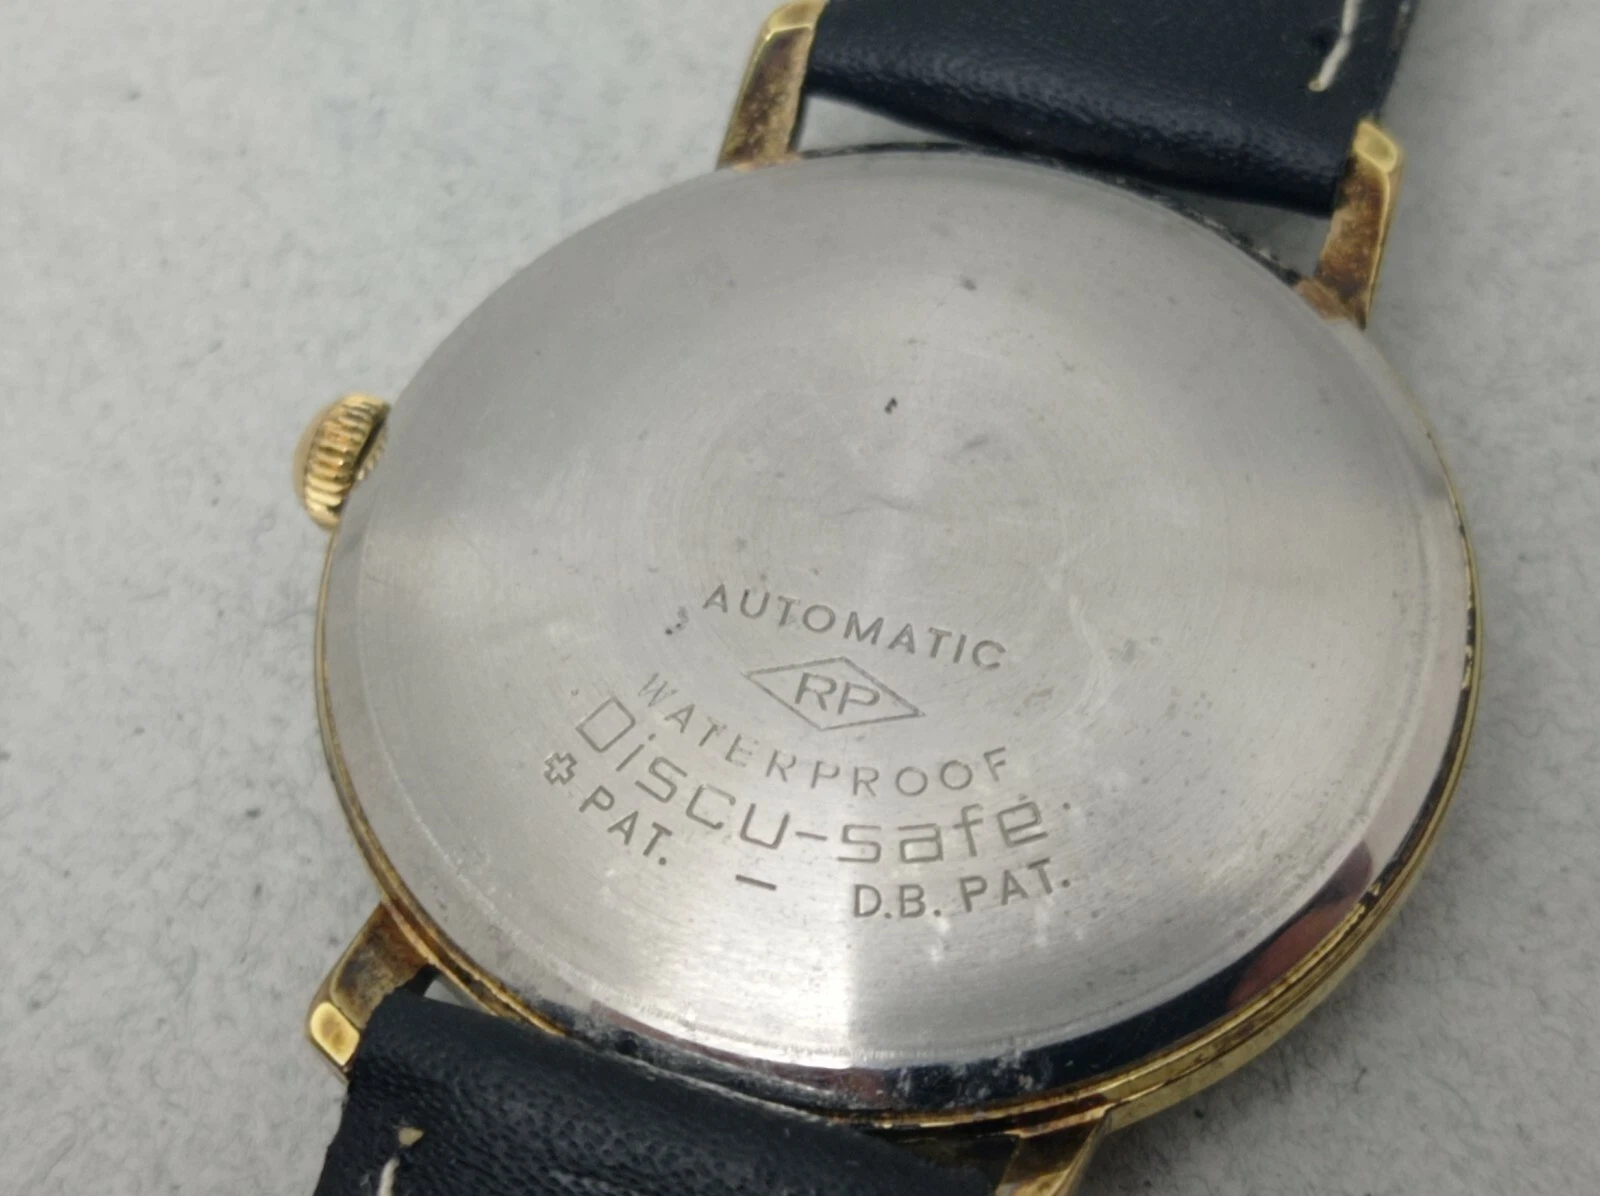 AUTOMATIC
RP
WATERPROOF
Discu-safe
✚ PAT. – D.B. PAT.